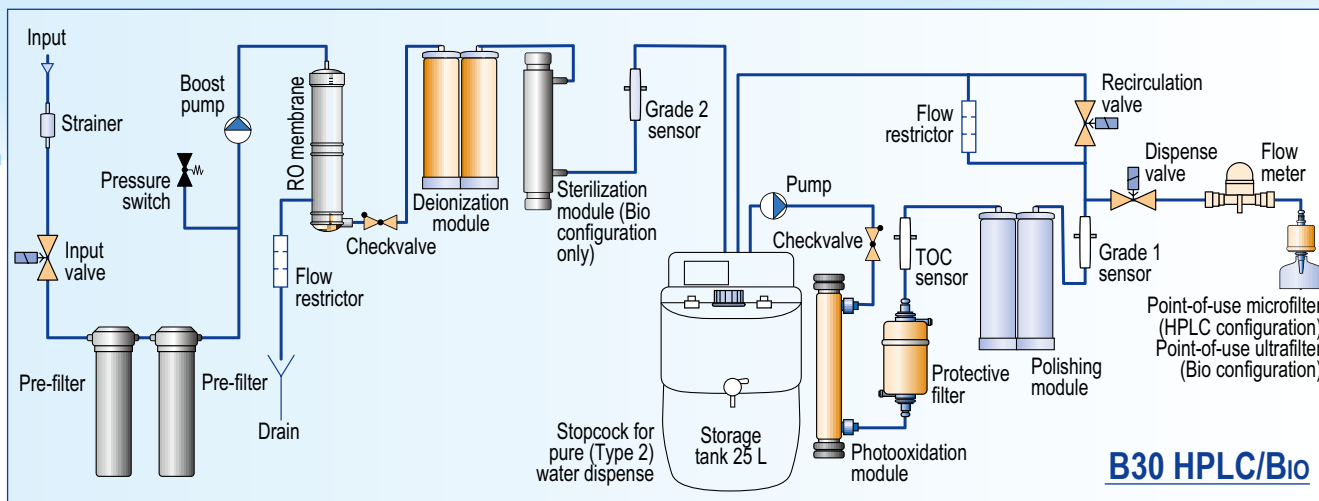 Input
Strainer
Boost
pump
Pressure
switch
Input
valve
Pre-filter
Pre-filter
RO membrane
Flow
restrictor
Drain
Checkvalve
Deionization
module
Sterilization
module (Bio
configuration
only)
Grade 2
sensor
Pump
Checkvalve
Stopcock for
pure (Type 2)
water dispense
Storage
tank 25 L
Photooxidation
module
TOC
sensor
Protective
filter
Polishing
module
Flow
restrictor
Recirculation
valve
Grade 1
sensor
Dispense
valve
Flow
meter
Point-of-use microfilter
(HPLC configuration)
Point-of-use ultrafilter
(Bio configuration)
B30 HPLC/BIO